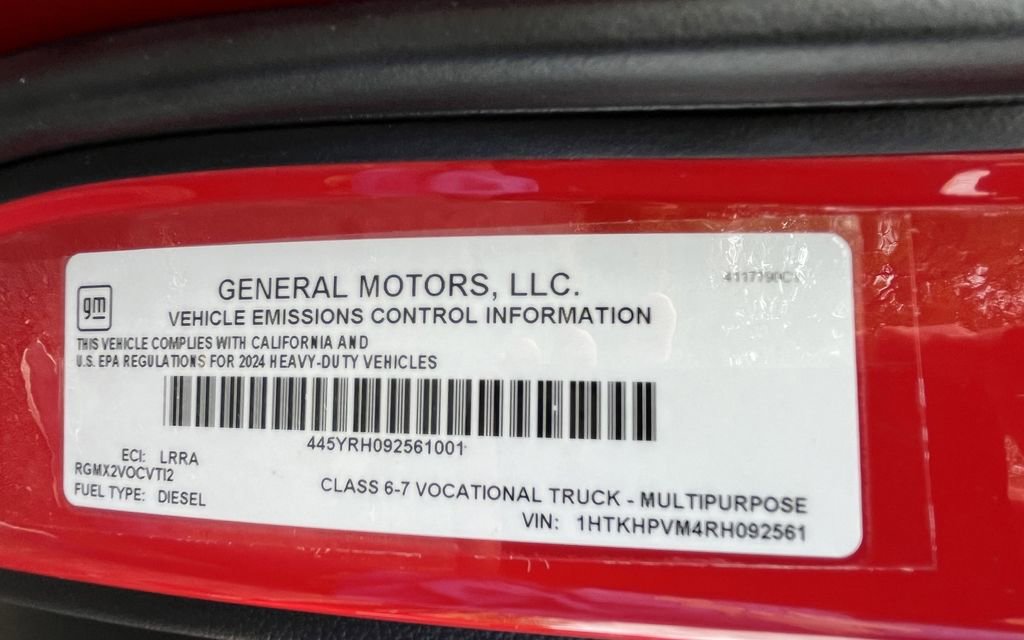 gm
GENERAL MOTORS, LLC.
VEHICLE EMISSIONS CONTROL INFORMATION
THIS VEHICLE COMPLIES WITH CALIFORNIA AND
U.S. EPA REGULATIONS FOR 2024 HEAVY-DUTY VEHICLES
445YRH092561001
ECI: LRRA
RGMX2VOCVTI2
FUEL TYPE: DIESEL
CLASS 6-7 VOCATIONAL TRUCK - MULTIPURPOSE
VIN: 1HTKHPVM4RH092561